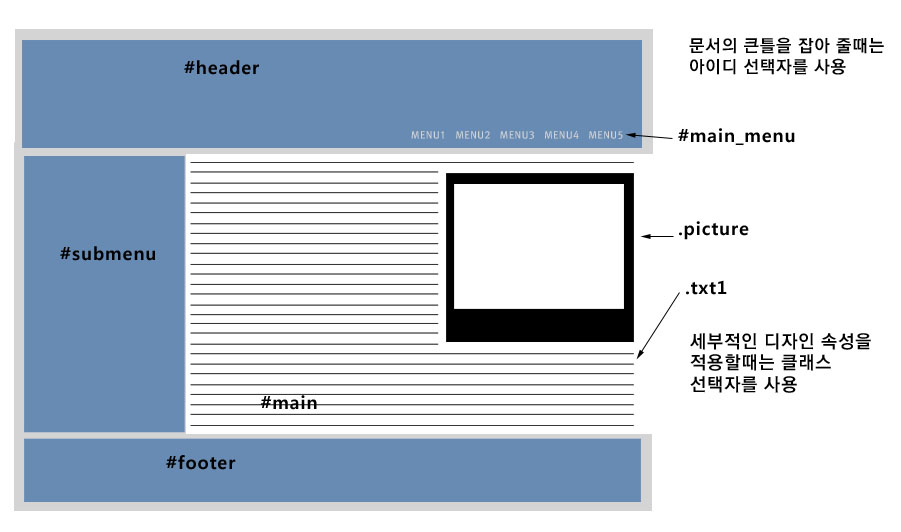 #header
문서의 큰틀을 잡아 줄때는
아이디 선택자를 사용
MENU1 MENU2 MENU3 MENU4 MENU5
#main_menu
#submenu
.picture
.txt1
세부적인 디자인 속성을
적용할때는 클래스
선택자를 사용
#main
#footer